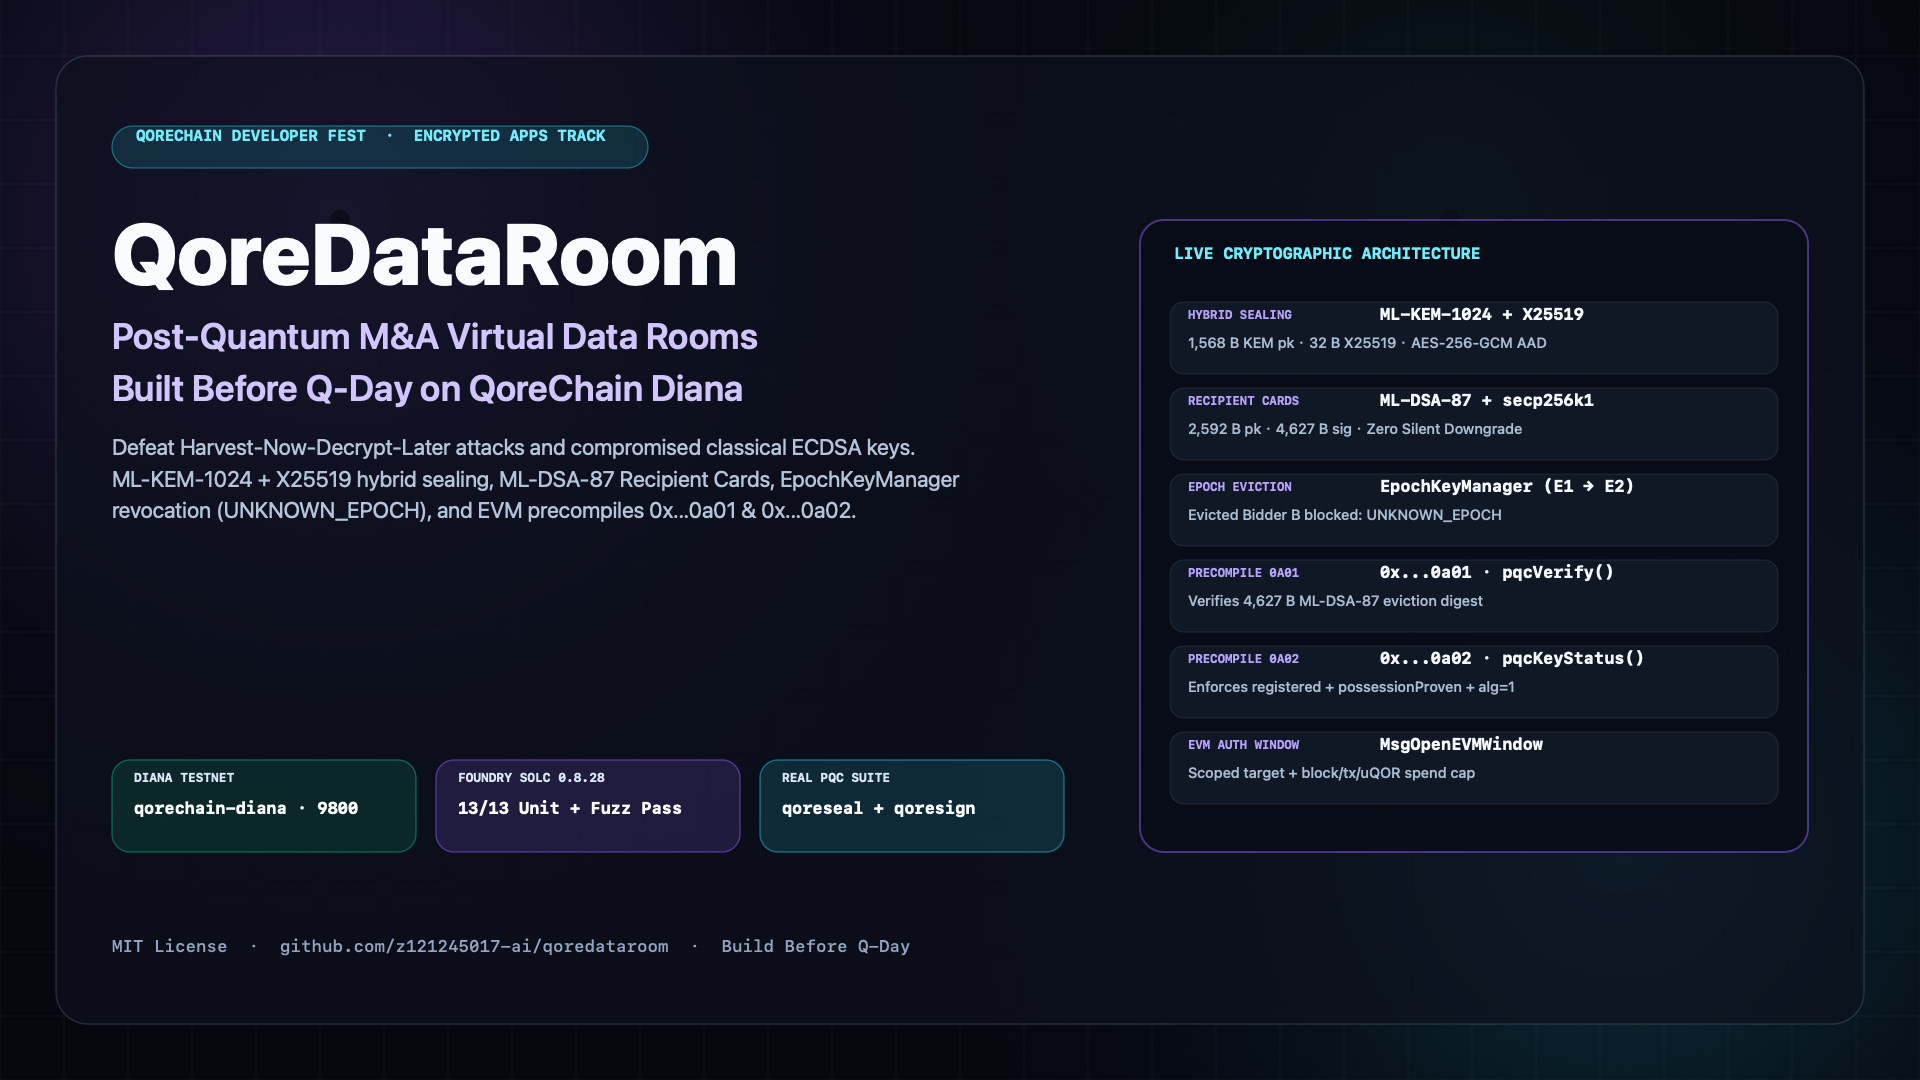 QORECHAIN DEVELOPER FEST · ENCRYPTED APPS TRACK
QoreDataRoom
Post-Quantum M&A Virtual Data Rooms
Built Before Q-Day on QoreChain Diana
Defeat Harvest-Now-Decrypt-Later attacks and compromised classical ECDSA keys.
ML-KEM-1024 + X25519 hybrid sealing, ML-DSA-87 Recipient Cards, EpochKeyManager
revocation (UNKNOWN_EPOCH), and EVM precompiles 0x...0a01 & 0x...0a02.
DIANA TESTNET
qorechain-diana · 9800
FOUNDRY SOLC 0.8.28
13/13 Unit + Fuzz Pass
REAL PQC SUITE
qoreseal + qoresign
LIVE CRYPTOGRAPHIC ARCHITECTURE
HYBRID SEALING ML-KEM-1024 + X25519
1,568 B KEM pk · 32 B X25519 · AES-256-GCM AAD
RECIPIENT CARDS ML-DSA-87 + secp256k1
2,592 B pk · 4,627 B sig · Zero Silent Downgrade
EPOCH EVICTION EpochKeyManager (E1 → E2)
Evicted Bidder B blocked: UNKNOWN_EPOCH
PRECOMPILE 0A01 0x...0a01 · pqcVerify()
Verifies 4,627 B ML-DSA-87 eviction digest
PRECOMPILE 0A02 0x...0a02 · pqcKeyStatus()
Enforces registered + possessionProven + alg=1
EVM AUTH WINDOW MsgOpenEVMWindow
Scoped target + block/tx/uQOR spend cap
MIT License · github.com/z121245017-ai/qoredataroom · Build Before Q-Day